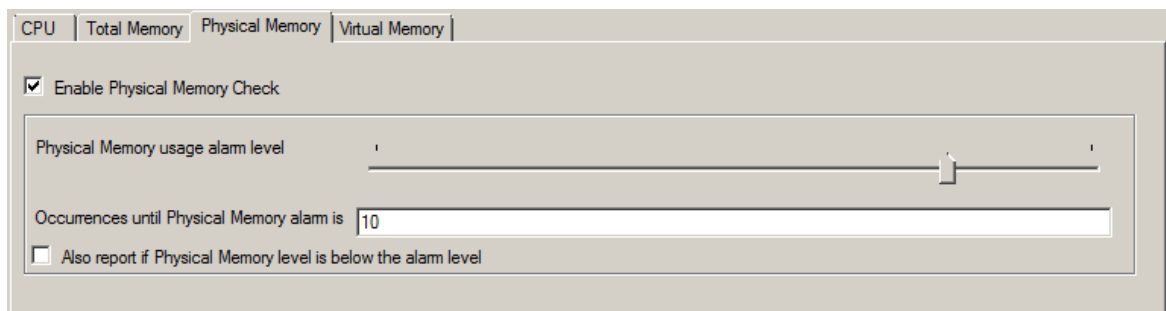 CPU Total Memory Physical Memory Virtual Memory
Enable Physical Memory Check
Physical Memory usage alarm level
Occurrences until Physical Memory alarm is 10
Also report if Physical Memory level is below the alarm level